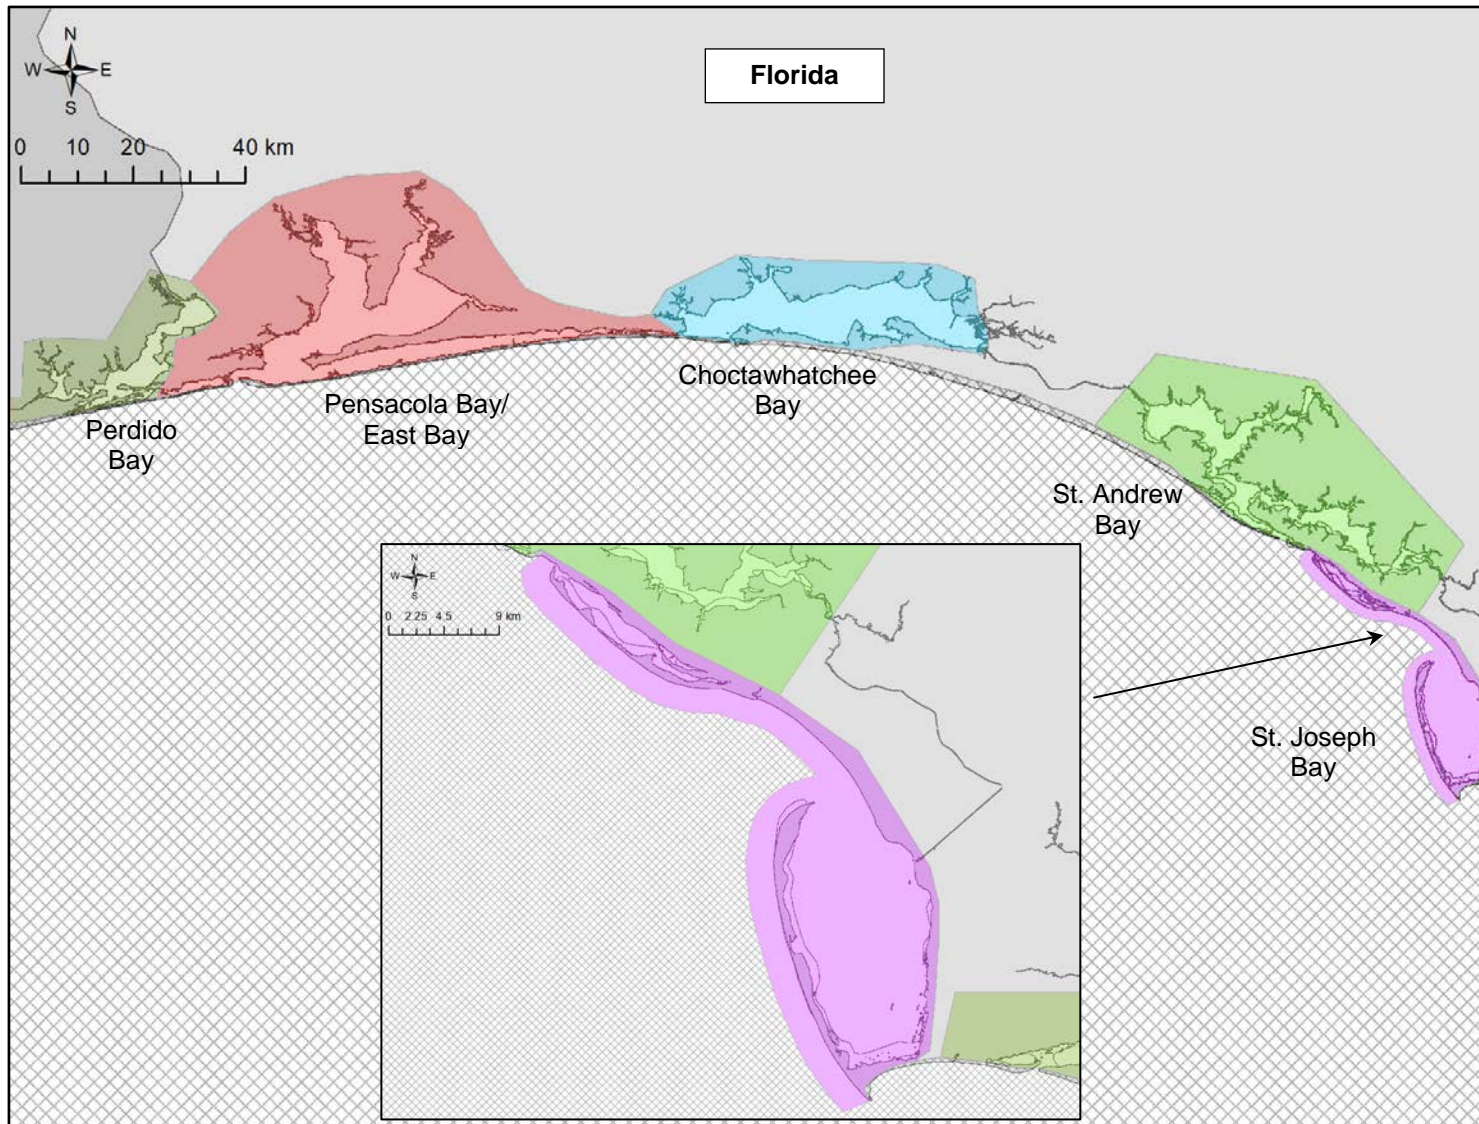 N
W E
S
0 10 20 40 km
Florida
Perdido
Bay
Pensacola Bay/
East Bay
Choctawhatchee
Bay
St. Andrew
Bay
St. Joseph
Bay
N
W E
S
0 2.25 4.5 9 km